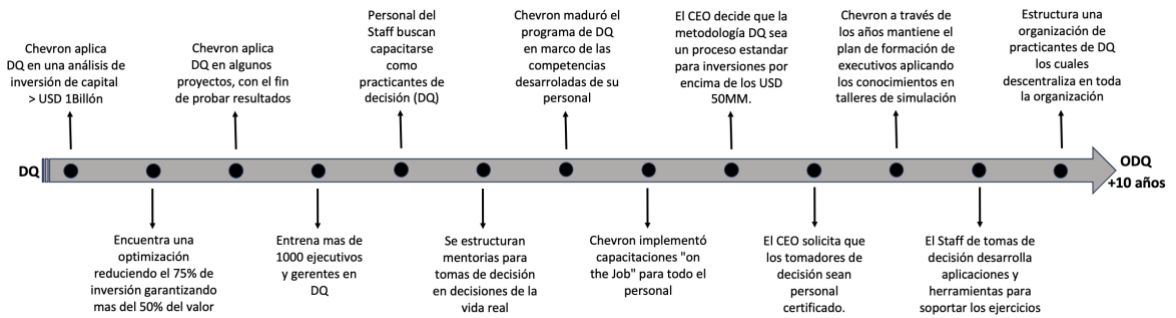 Chevron aplica
DQ en una análisis de
inversión de capital
> USD 1Billón
Chevron aplica
DQ en algunos
proyectos, con el fin
de probar resultados
Personal del
Staff buscan
capacitarse
como
practicantes de
decisión (DQ)
Chevron maduró el
programa de DQ
en marco de las
competencias
desarroladas de su
personal
El CEO decide que la
metodología DQ sea
un proceso estandar
para inversiones por
encima de los USD
50MM.
Chevron a través de
los años mantiene el
plan de formación de
executivos aplicando
los conocimientos en
talleres de simulación
Estructura una
organización de
practicantes de DQ
los cuales
descentraliza en toda
la organización
DQ
ODQ
+10 años
Encuentra una
optimización
reduciendo el 75% de
inversión garantizando
mas del 50% del valor
Entrena mas de
1000 ejecutivos
y gerentes en
DQ
Se estructuran
mentorias para
tomas de decisión
en decisiones de la
vida real
Chevron implementó
capacitaciones "on
the Job" para todo el
personal
El CEO solicita que
los tomadores de
decisión sean
personal
certificado.
El Staff de tomas de
decisión desarrolla
aplicaciones y
herramientas para
soportar los ejercicios